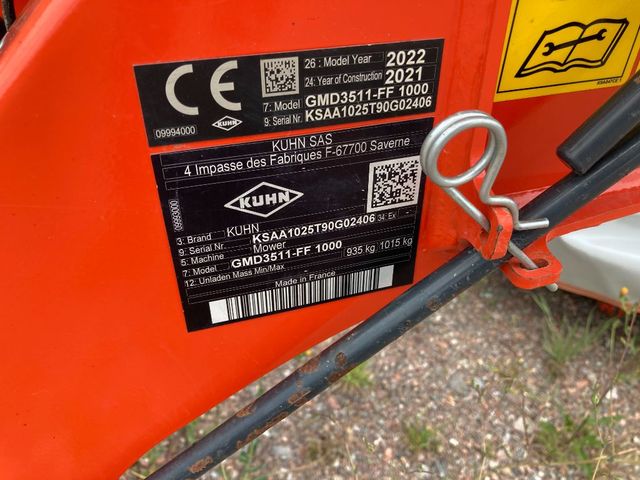 CE
26: Model Year 2022
24: Year of Construction 2021
7: Model GMD3511-FF 1000
9: Serial Nr. KSAA1025T90G02406
09994000
KUHN
KUHN SAS
4 Impasse des Fabriques F-67700 Saverne
KUHN
09993000
3: Brand KUHN
9: Serial Nr. KSAA1025T90G02406 34: Ex
5: Machine Mower
7: Model GMD3511-FF 1000
12: Unladen Mass Min/Max 935 kg 1015 kg
Made in France